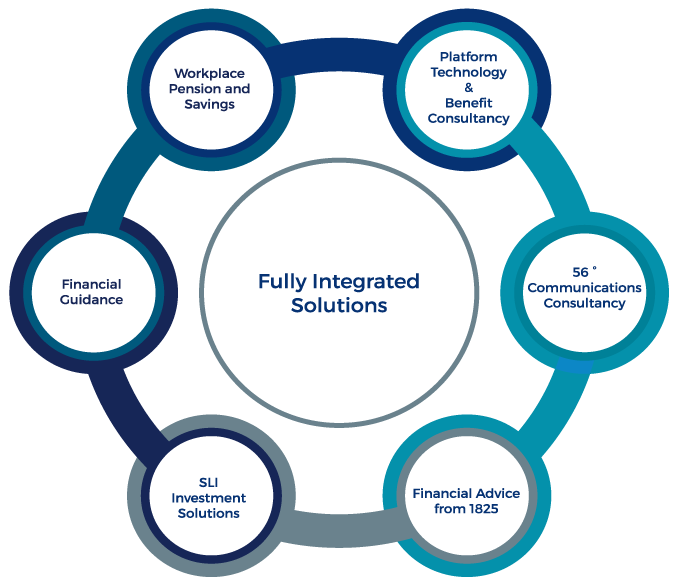 Workplace
Pension and
Savings
Platform
Technology
&
Benefit
Consultancy
Financial
Guidance
Fully Integrated
Solutions
56 °
Communications
Consultancy
SLI
Investment
Solutions
Financial Advice
from 1825